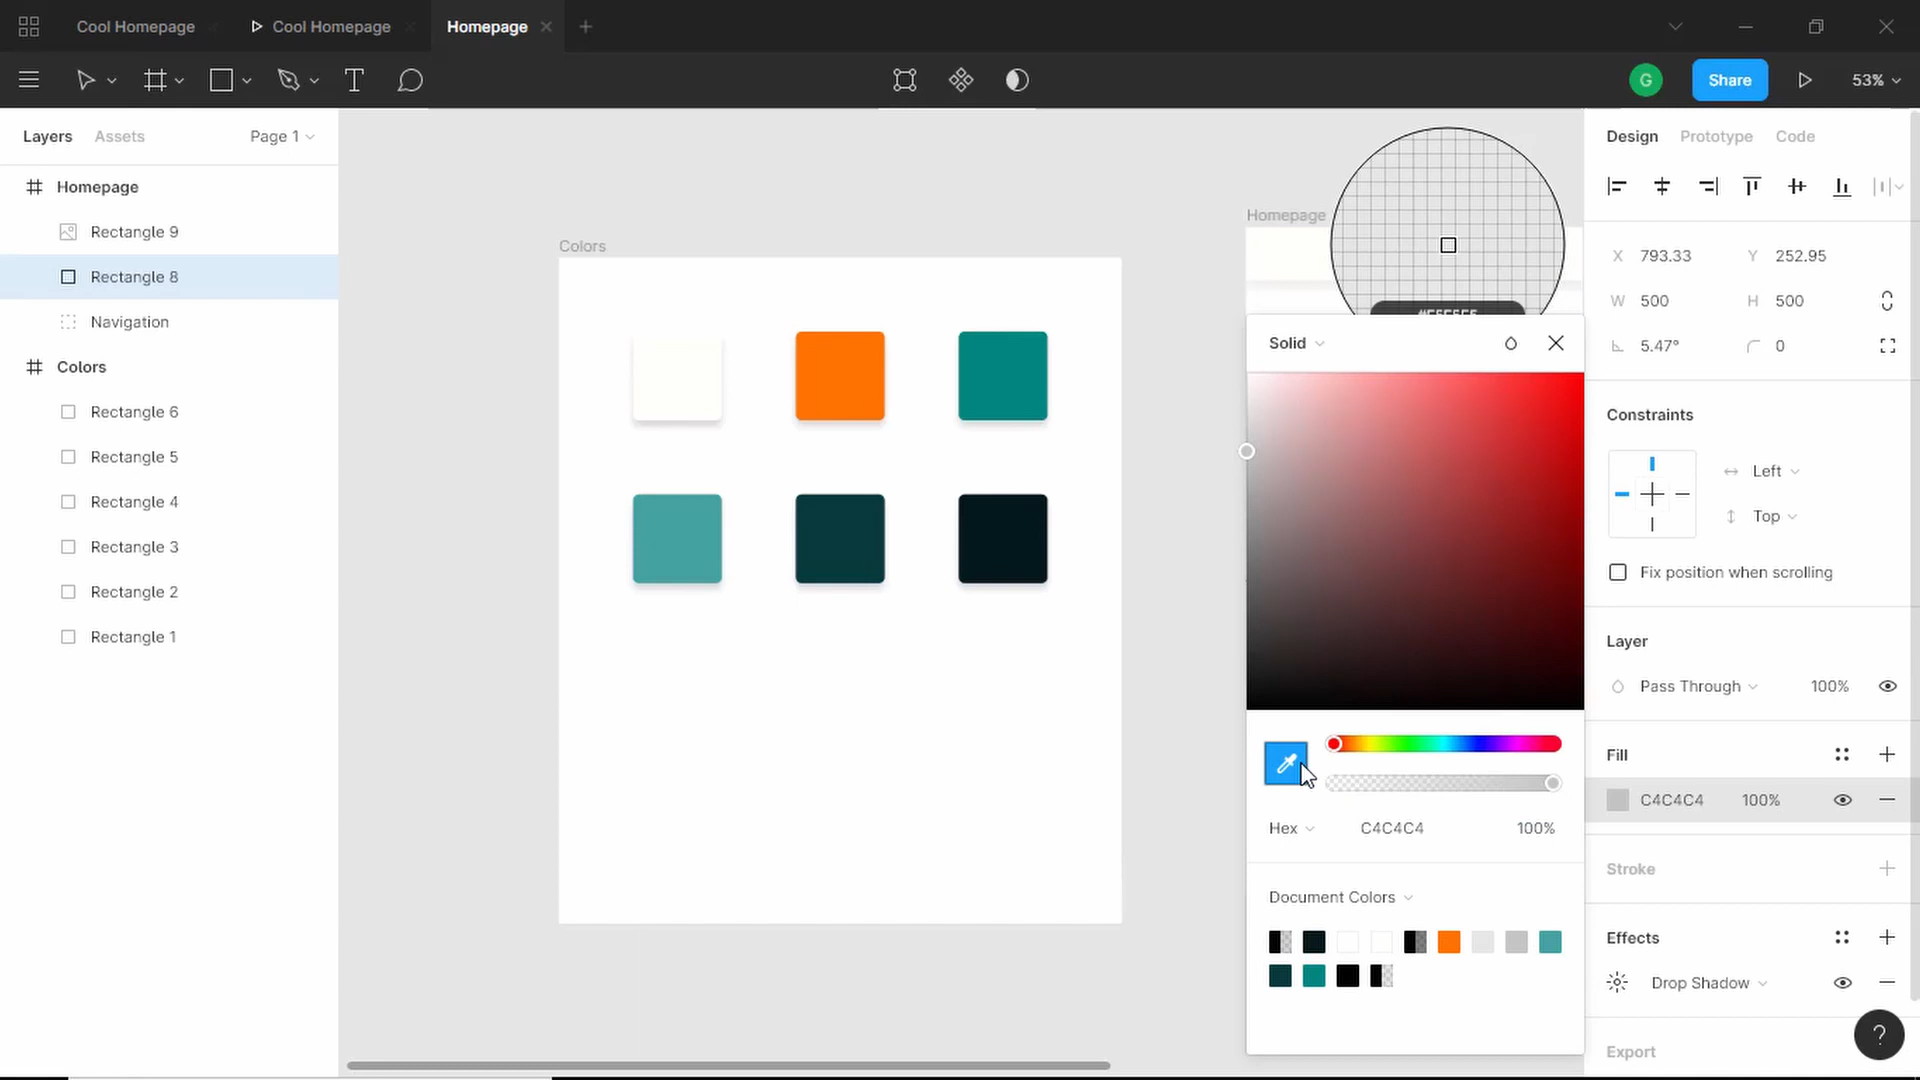 Cool Homepage
Cool Homepage
Homepage
G
Share
53%
Layers
Assets
Page 1
Homepage
Rectangle 9
Rectangle 8
Navigation
Colors
Rectangle 6
Rectangle 5
Rectangle 4
Rectangle 3
Rectangle 2
Rectangle 1
Colors
Homepage
Solid
Hex
C4C4C4
100%
Document Colors
Design
Prototype
Code
X 793.33
Y 252.95
W 500
H 500
5.47°
0
Constraints
Left
Top
Fix position when scrolling
Layer
Pass Through
100%
Fill
C4C4C4
100%
Stroke
Effects
Drop Shadow
Export
?